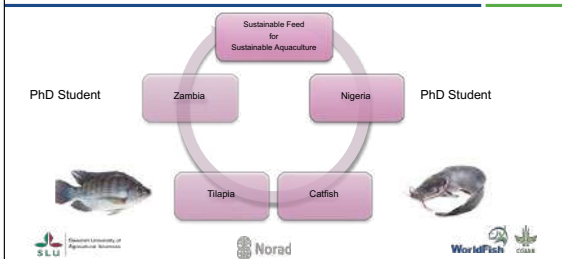 Sustainable Feed
for
Sustainable Aquaculture
PhD Student
Zambia
Nigeria
PhD Student
Tilapia
Catfish
SLU
Swedish University of
Agricultural Sciences
Norad
WorldFish
CGIAR